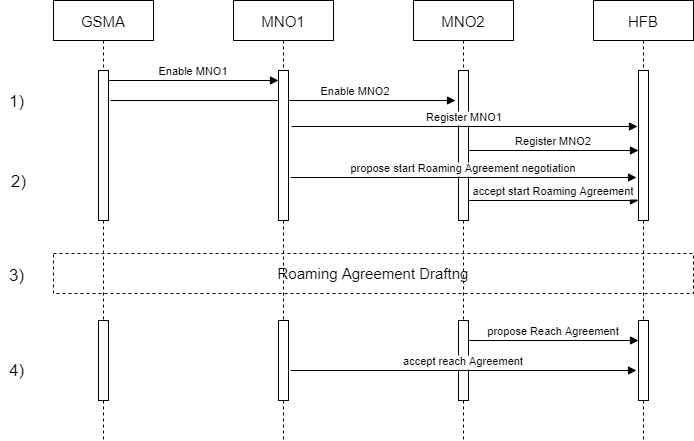 GSMA MNO1 MNO2 HFB
Enable MNO1
1) Enable MNO2
Register MNO1
Register MNO2
2) propose start Roaming Agreement negotiation
accept start Roaming Agreement
3) Roaming Agreement Draftng
propose Reach Agreement
4) accept reach Agreement